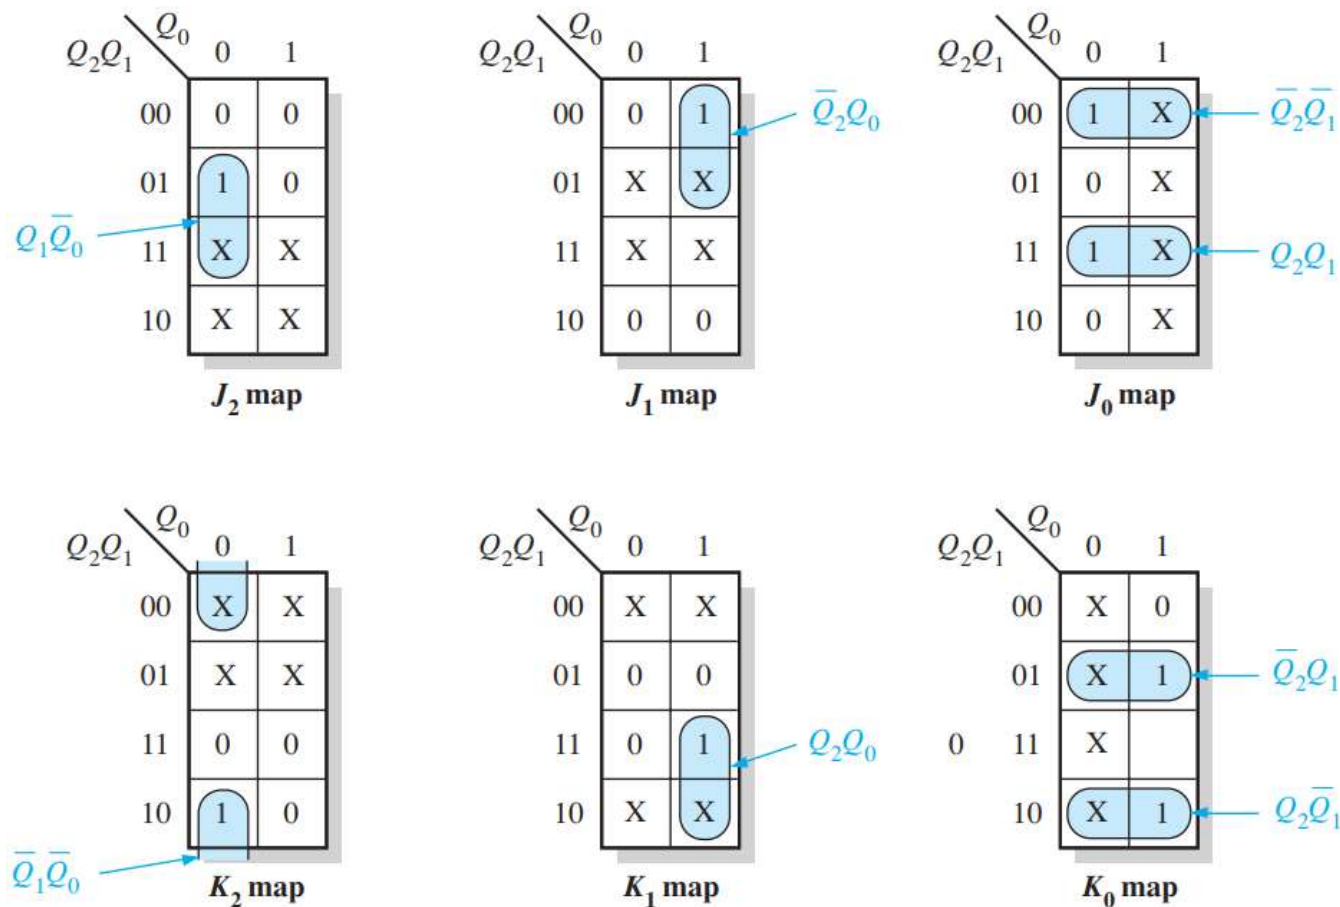 Q₀
Q₂Q₁ 0 1
00 0 0
01 1 0
11 X X
10 X X
Q₁Q̅₀
J₂ map
Q₀
Q₂Q₁ 0 1
00 0 1
01 X X
11 X X
10 0 0
Q̅₂Q₀
J₁ map
Q₀
Q₂Q₁ 0 1
00 1 X
01 0 X
11 1 X
10 0 X
Q̅₂Q̅₁
Q₂Q₁
J₀ map
Q₀
Q₂Q₁ 0 1
00 X X
01 X X
11 0 0
10 1 0
Q̅₁Q̅₀
K₂ map
Q₀
Q₂Q₁ 0 1
00 X X
01 0 0
11 0 1
10 X X
Q₂Q₀
K₁ map
Q₀
Q₂Q₁ 0 1
00 X 0
01 X 1
0 11 X
10 X 1
Q̅₂Q₁
Q₂Q̅₁
K₀ map